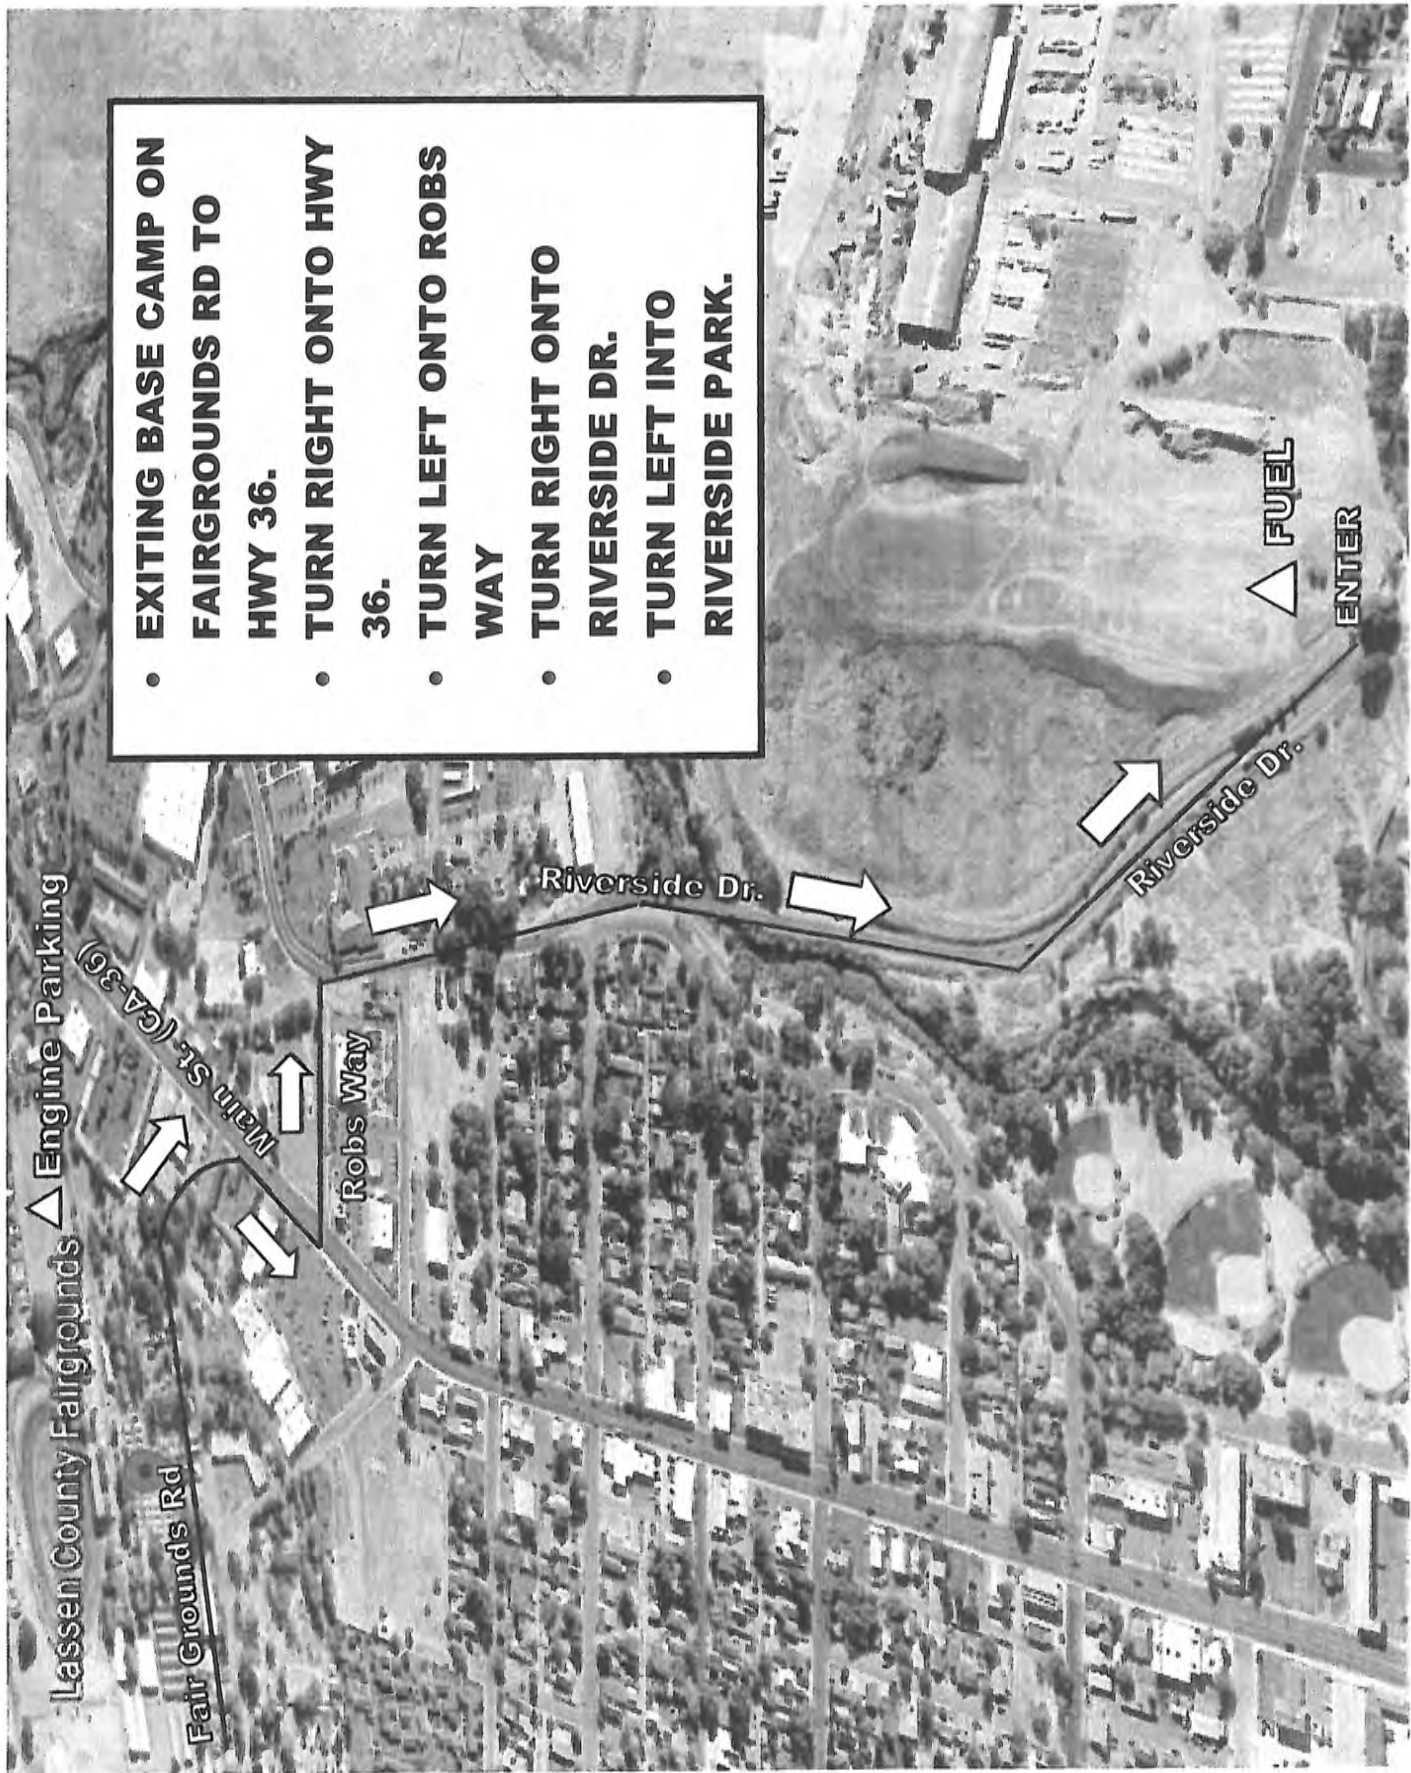 • EXITING BASE CAMP ON
FAIRGROUNDS RD TO
HWY 36.
• TURN RIGHT ONTO HWY
36.
• TURN LEFT ONTO ROBS
WAY
• TURN RIGHT ONTO
RIVERSIDE DR.
• TURN LEFT INTO
RIVERSIDE PARK.
Lassen County Fairgrounds
Engine Parking
Fair Grounds Rd
Main St. (CA-36)
Robs Way
Riverside Dr.
Riverside Dr.
FUEL
ENTER